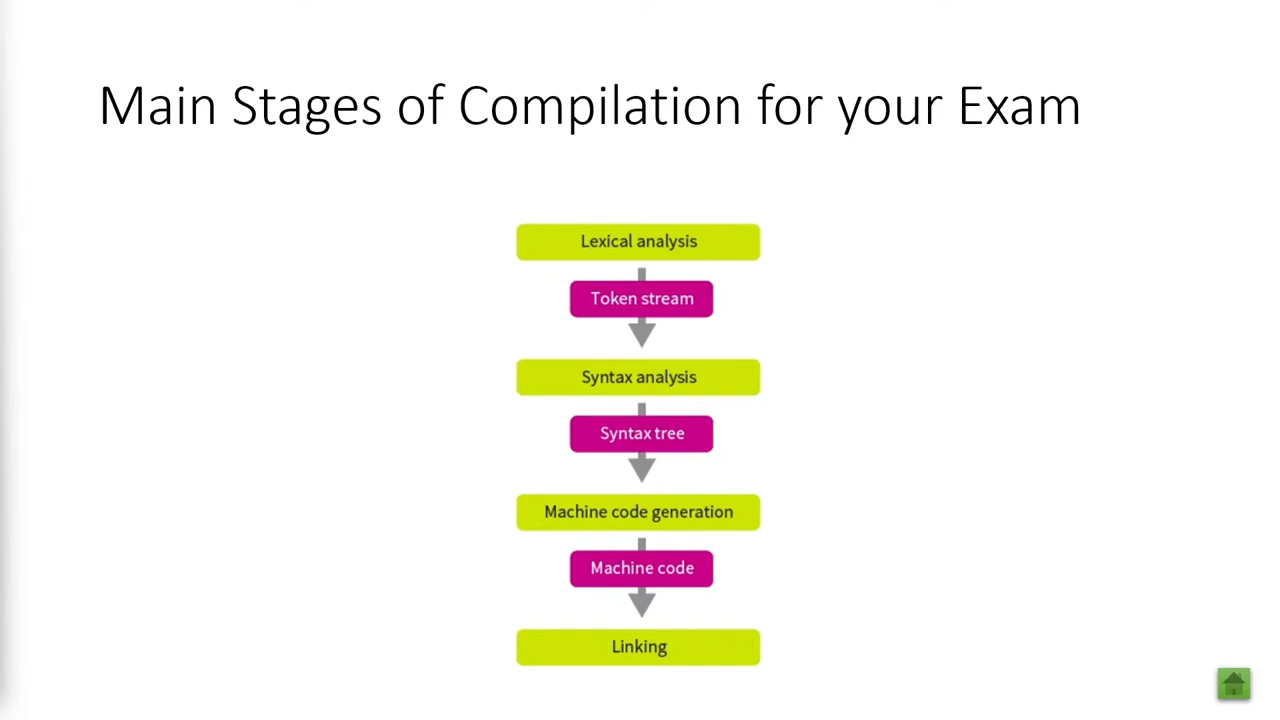 Main Stages of Compilation for your Exam
Lexical analysis
Token stream
Syntax analysis
Syntax tree
Machine code generation
Machine code
Linking